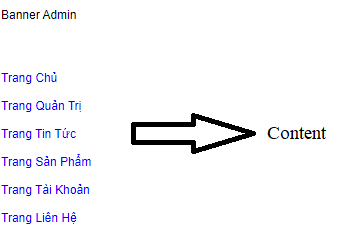 Banner Admin
Trang Chủ
Trang Quản Trị
Trang Tin Tức
Content
Trang Sản Phẩm
Trang Tài Khoản
Trang Liên Hệ